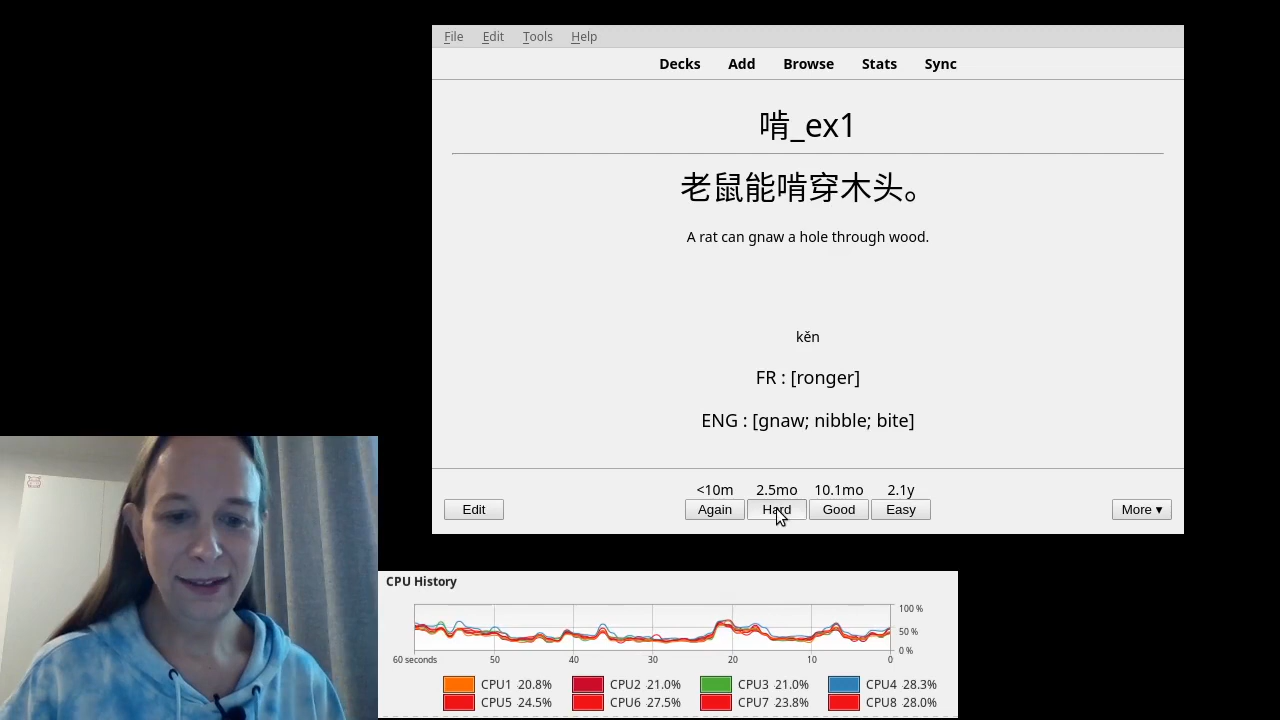 File Edit Tools Help
Decks Add Browse Stats Sync
啃_ex1
老鼠能啃穿木头。
A rat can gnaw a hole through wood.
kěn
FR : [ronger]
ENG : [gnaw; nibble; bite]
<10m 2.5mo 10.1mo 2.1y
Edit Again Hard Good Easy More ▾
CPU History
100 %
50 %
0 %
60 seconds 50 40 30 20 10 0
CPU1 20.8% CPU2 21.0% CPU3 21.0% CPU4 28.3%
CPU5 24.5% CPU6 27.5% CPU7 23.8% CPU8 28.0%